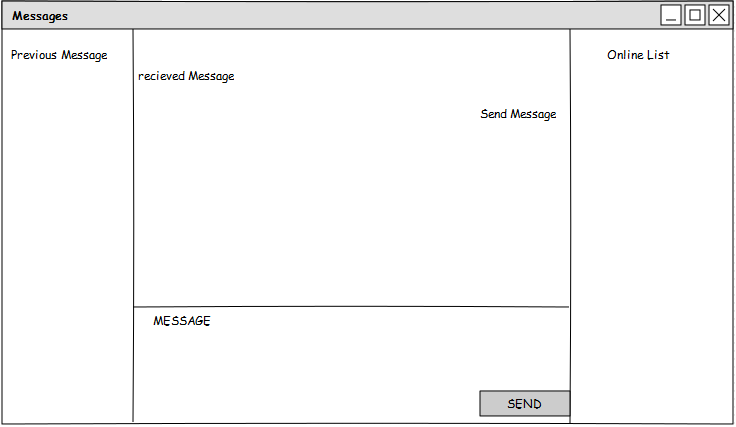 Messages
Previous Message
Online List
recieved Message
Send Message
MESSAGE
SEND